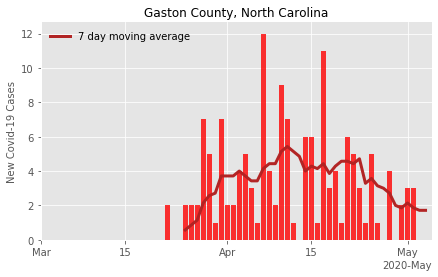 Gaston County, North Carolina
7 day moving average
New Covid-19 Cases
12
10
8
6
4
2
0
Mar 15 Apr 15 May
2020-May